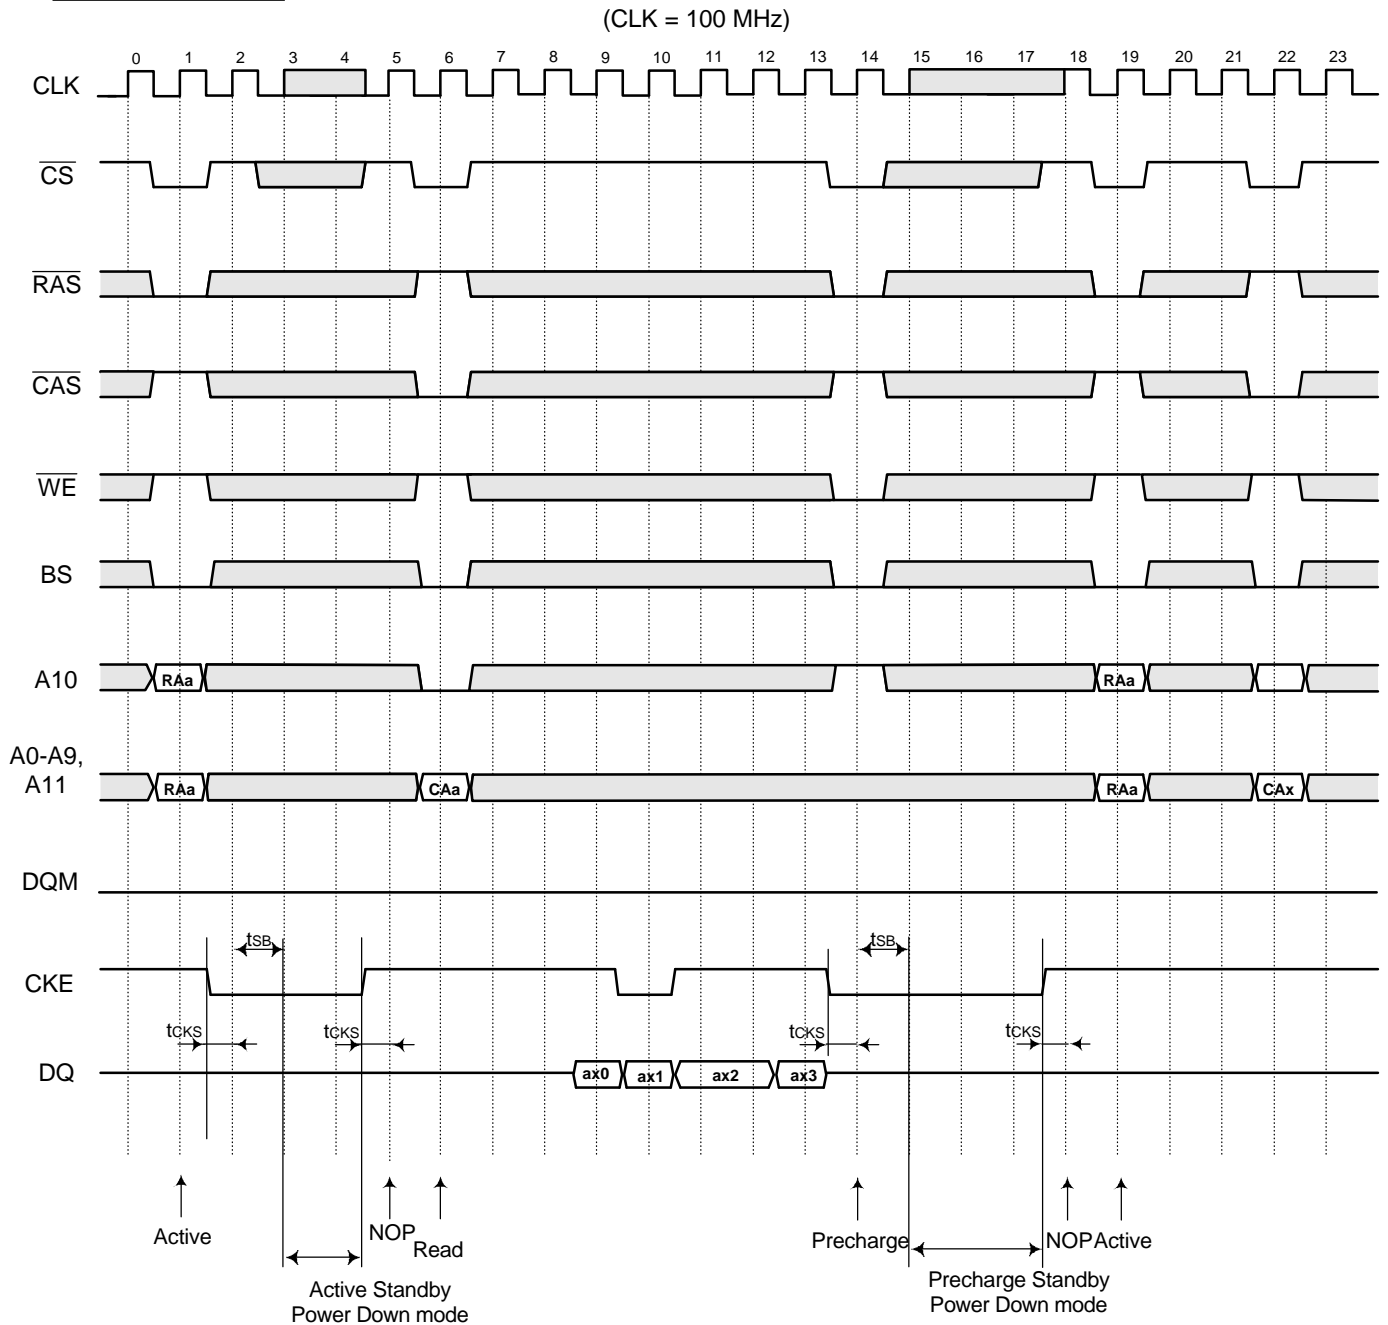 (CLK = 100 MHz)
0 1 2 3 4 5 6 7 8 9 10 11 12 13 14 15 16 17 18 19 20 21 22 23
CLK
CS
RAS
CAS
WE
BS
A10 RAa RAa
A0-A9,
A11 RAa CAa RAa CAx
DQM
tSB tSB
CKE
tCKS tCKS tCKS tCKS
DQ ax0 ax1 ax2 ax3
Active NOP Read Precharge NOP Active
Active Standby
Power Down mode
Precharge Standby
Power Down mode